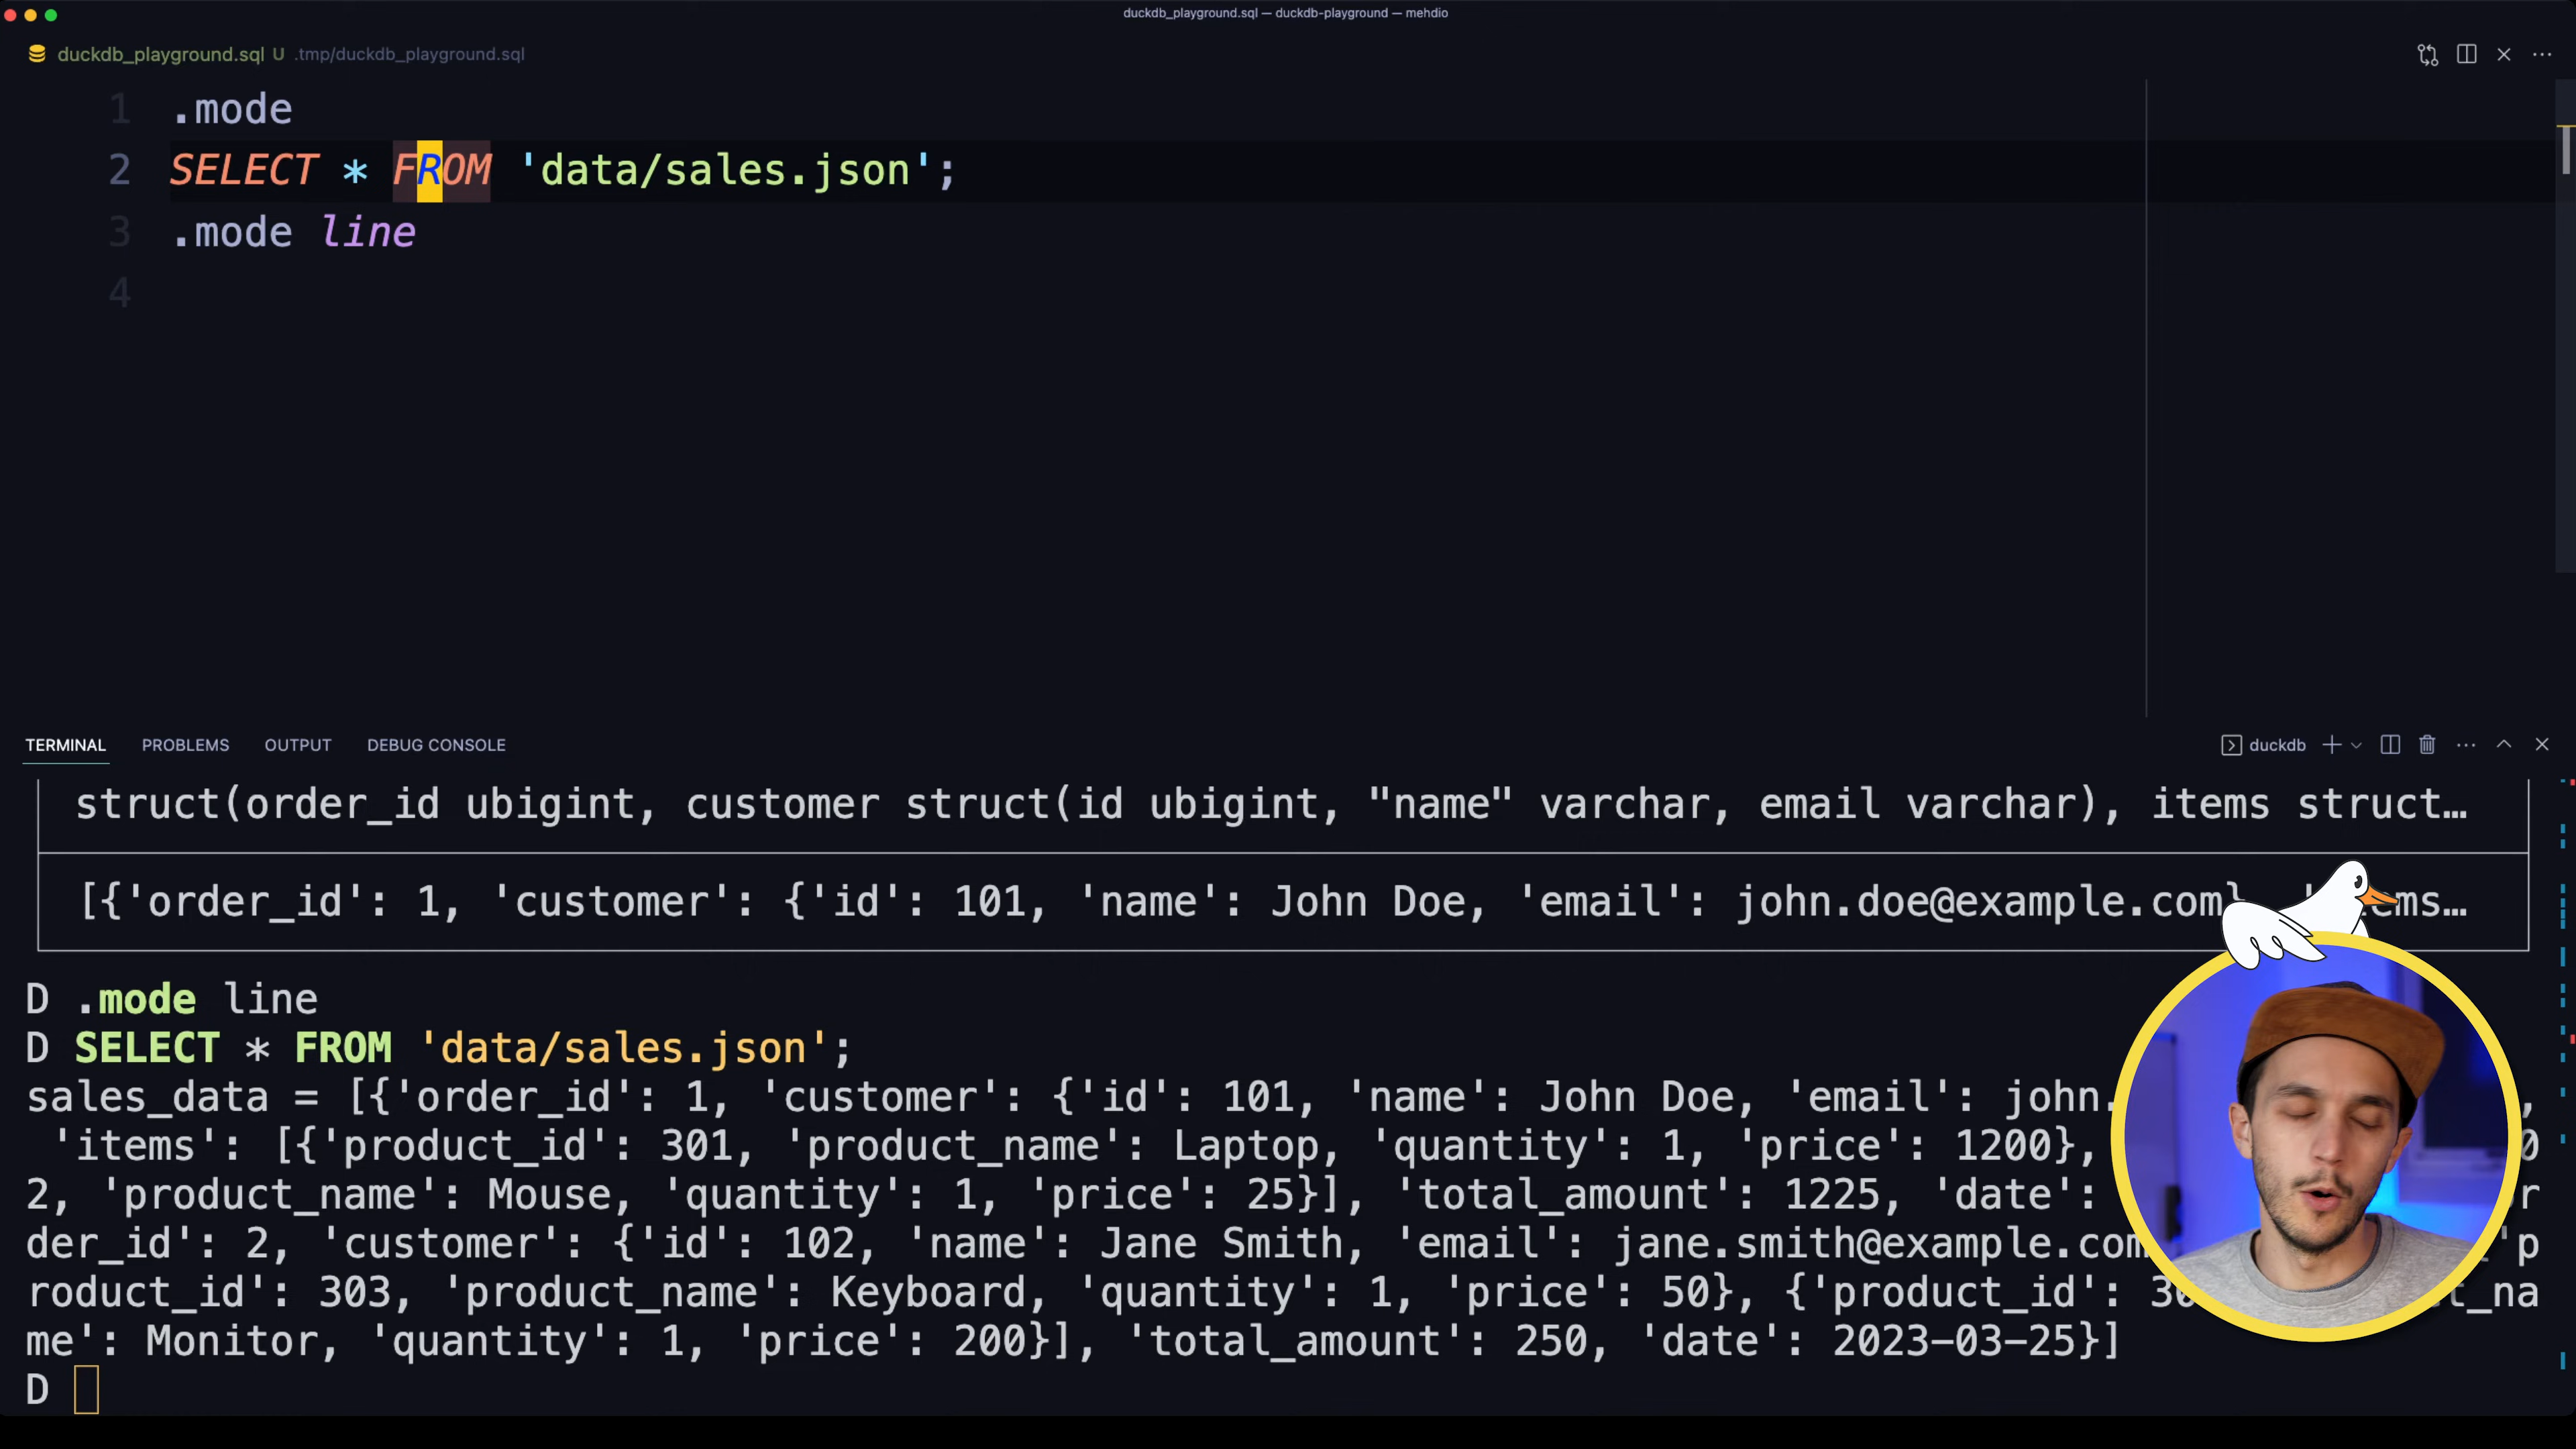 duckdb_playground.sql — duckdb-playground — mehdio
duckdb_playground.sql U .tmp/duckdb_playground.sql
1 .mode
2 SELECT * FROM 'data/sales.json';
3 .mode line
4
TERMINAL PROBLEMS OUTPUT DEBUG CONSOLE duckdb
struct(order_id ubigint, customer struct(id ubigint, "name" varchar, email varchar), items struct…
[{'order_id': 1, 'customer': {'id': 101, 'name': John Doe, 'email': john.doe@example.com}
D .mode line
D SELECT * FROM 'data/sales.json';
sales_data = [{'order_id': 1, 'customer': {'id': 101, 'name': John Doe, 'email': john. ,
'items': [{'product_id': 301, 'product_name': Laptop, 'quantity': 1, 'price': 1200}, 0
2, 'product_name': Mouse, 'quantity': 1, 'price': 25}], 'total_amount': 1225, 'date': r
der_id': 2, 'customer': {'id': 102, 'name': Jane Smith, 'email': jane.smith@example.com 'p
roduct_id': 303, 'product_name': Keyboard, 'quantity': 1, 'price': 50}, {'product_id': t_na
me': Monitor, 'quantity': 1, 'price': 200}], 'total_amount': 250, 'date': 2023-03-25}]
D